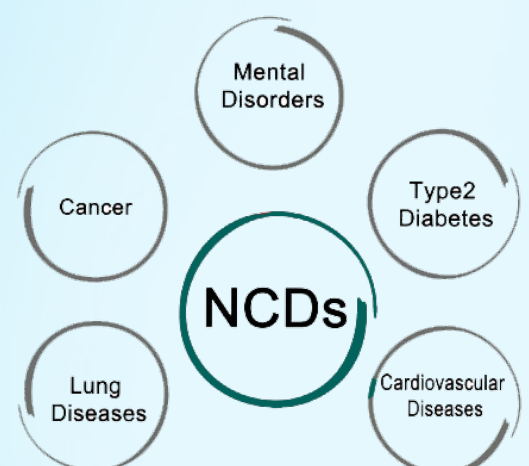 Mental
Disorders
Cancer
Type2
Diabetes
NCDs
Lung
Diseases
Cardiovascular
Diseases